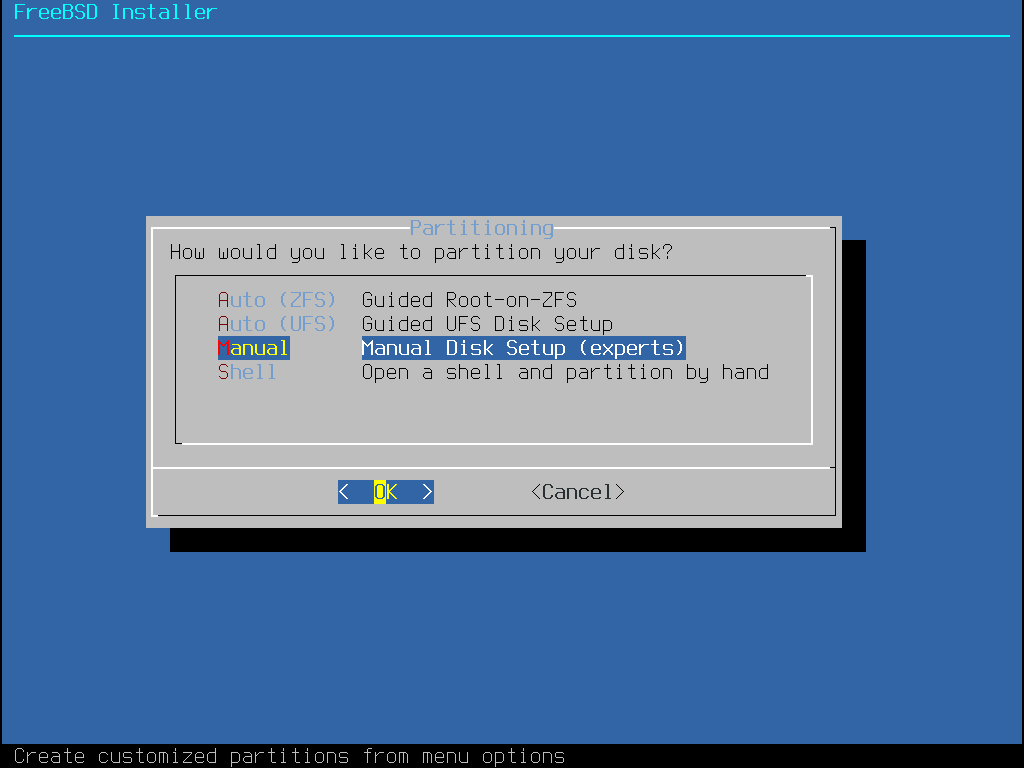 FreeBSD Installer
Partitioning
How would you like to partition your disk?
Auto (ZFS) Guided Root-on-ZFS
Auto (UFS) Guided UFS Disk Setup
Manual Manual Disk Setup (experts)
Shell Open a shell and partition by hand
< OK > <Cancel>
Create customized partitions from menu options